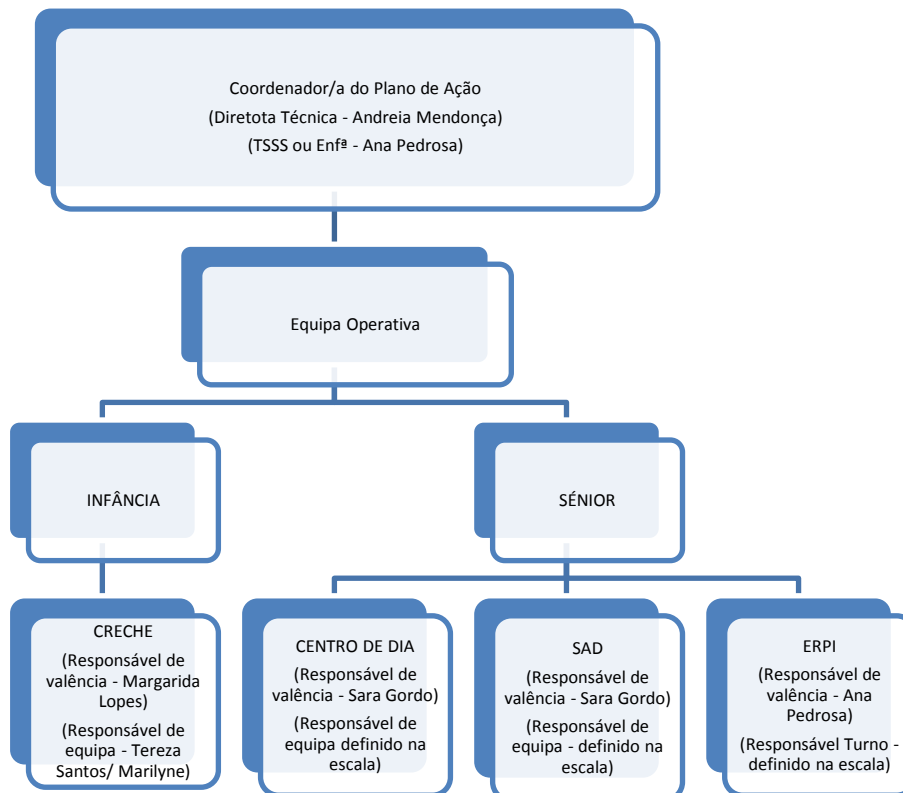 Coordenador/a do Plano de Ação
(Diretota Técnica - Andreia Mendonça)
(TSSS ou Enfª - Ana Pedrosa)
Equipa Operativa
INFÂNCIA
SÉNIOR
CRECHE
(Responsável de
valência - Margarida
Lopes)
(Responsável de
equipa - Tereza
Santos/ Marilyne)
CENTRO DE DIA
(Responsável de
valência - Sara Gordo)
(Responsável de
equipa definido na
escala)
SAD
(Responsável de
valência - Sara Gordo)
(Responsável de
equipa - definido na
escala)
ERPI
(Responsável de
valência - Ana
Pedrosa)
(Responsável Turno -
definido na escala)